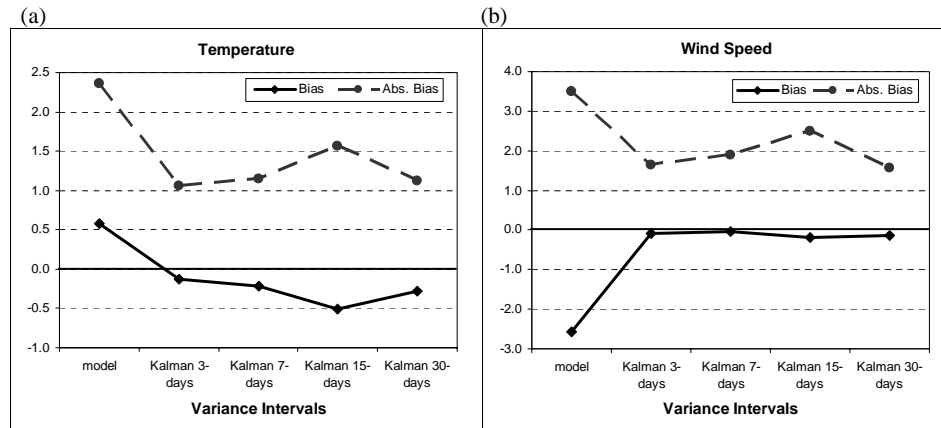 (a)
Temperature
Bias
Abs. Bias
2.5
2.0
1.5
1.0
0.5
0.0
-0.5
-1.0
model
Kalman 3-
days
Kalman 7-
days
Kalman 15-
days
Kalman 30-
days
Variance Intervals
(b)
Wind Speed
Bias
Abs. Bias
4.0
3.0
2.0
1.0
0.0
-1.0
-2.0
-3.0
model
Kalman 3-
days
Kalman 7-
days
Kalman 15-
days
Kalman 30-
days
Variance Intervals